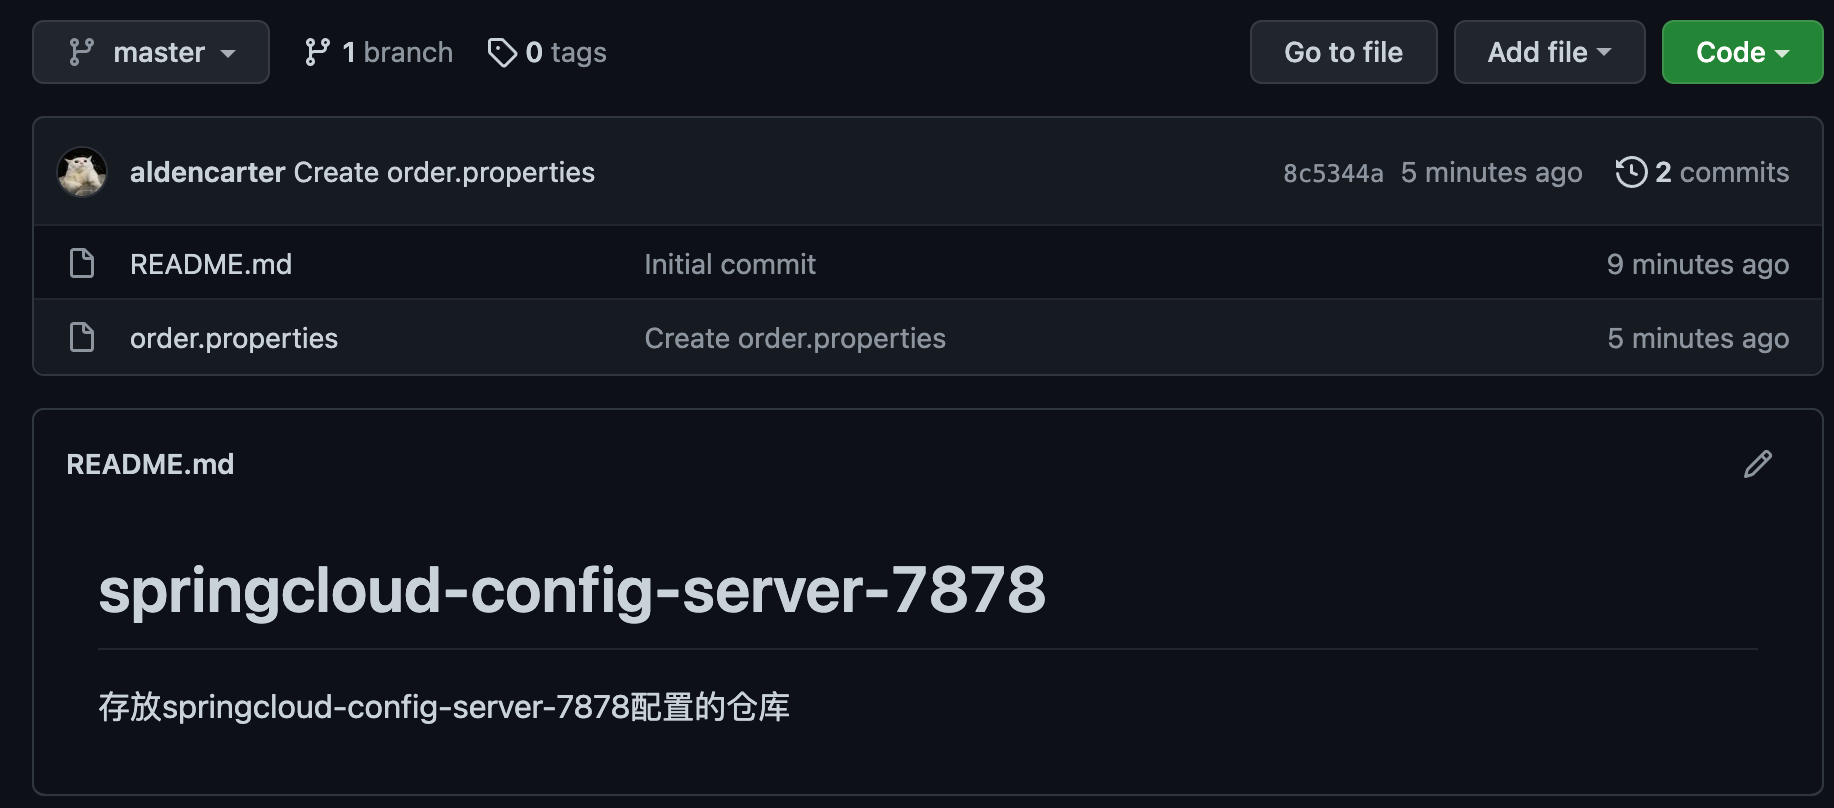 master 1 branch 0 tags Go to file Add file Code
aldencarter Create order.properties 8c5344a 5 minutes ago 2 commits
README.md Initial commit 9 minutes ago
order.properties Create order.properties 5 minutes ago
README.md
springcloud-config-server-7878
存放springcloud-config-server-7878配置的仓库